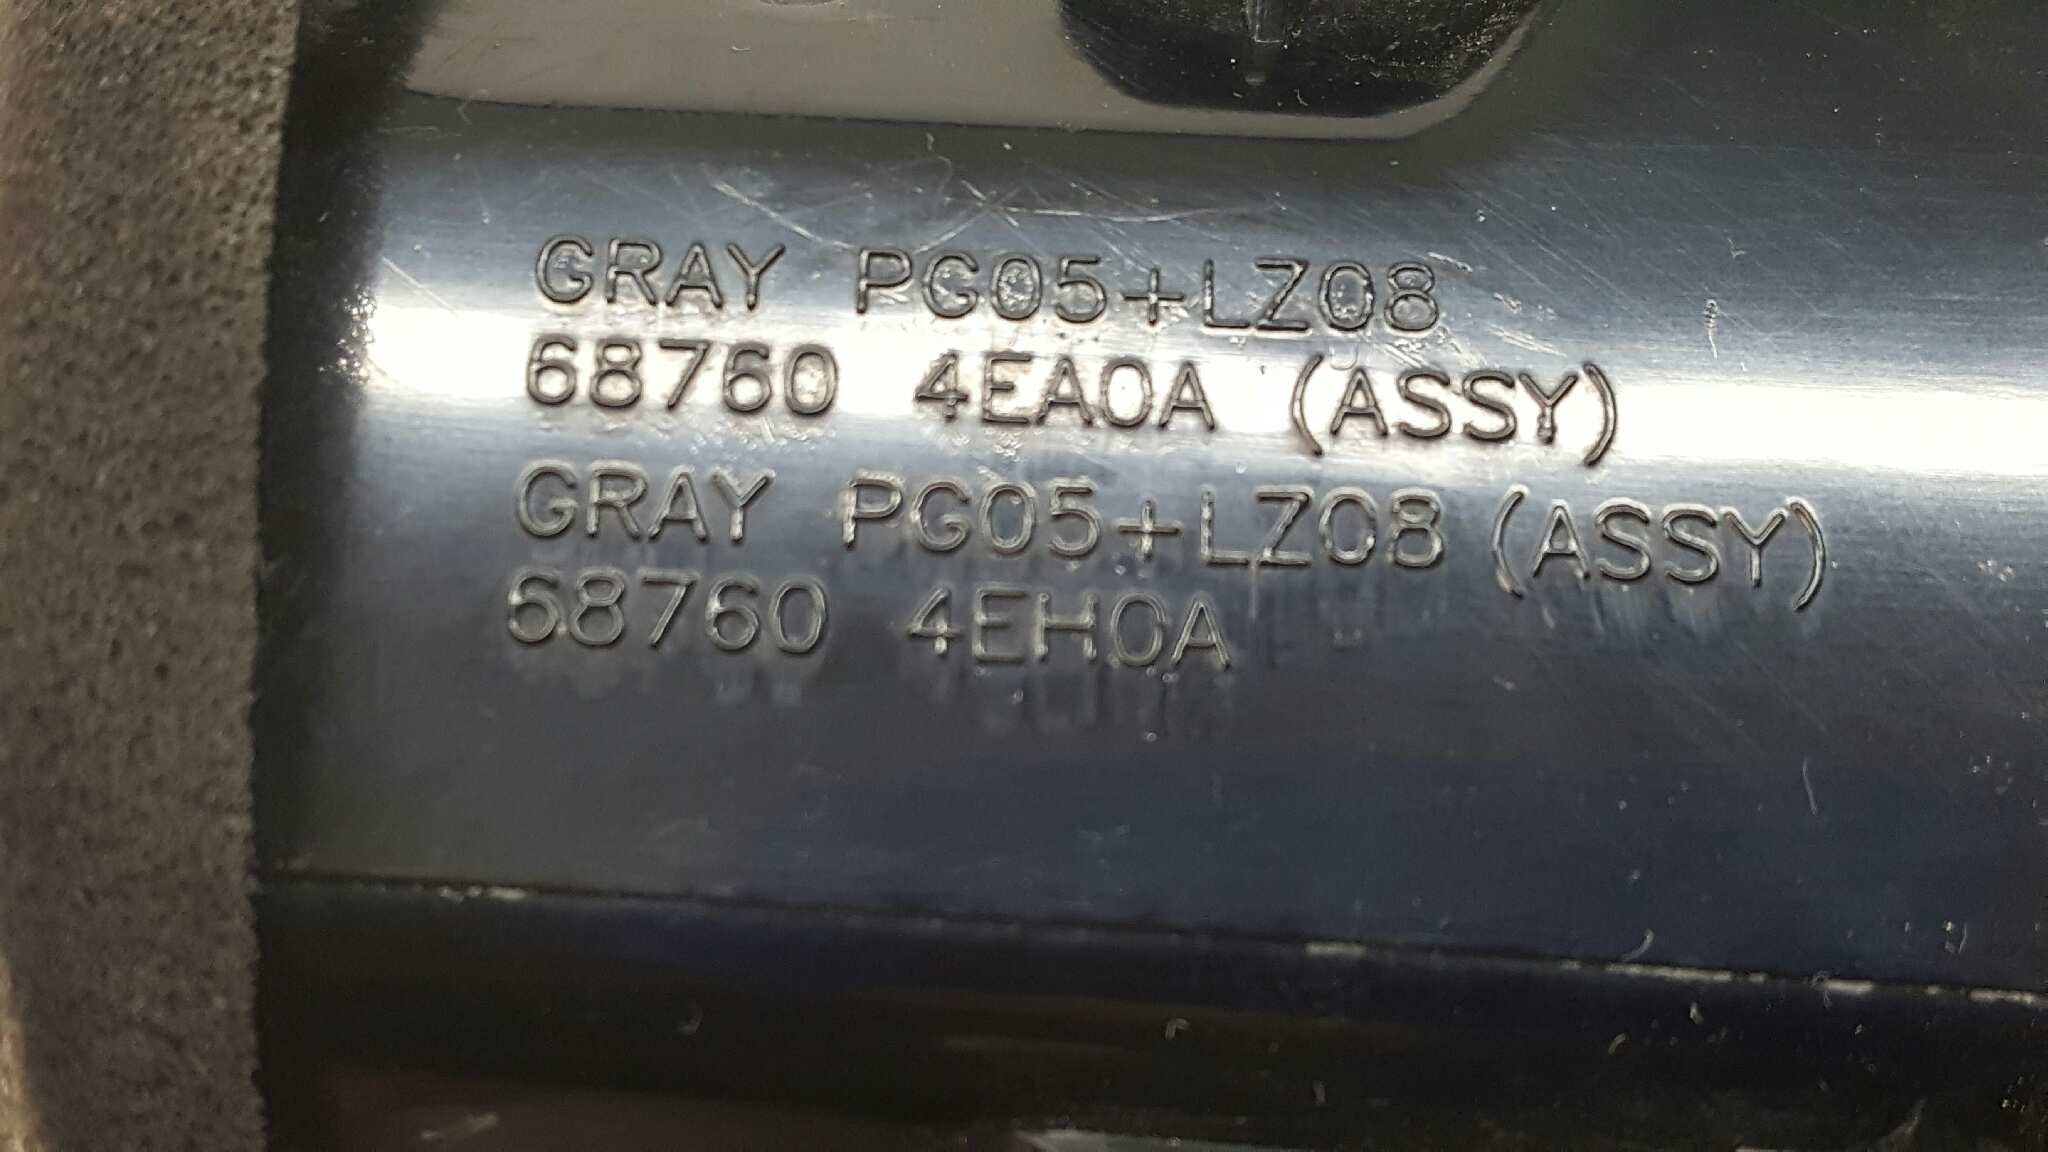 GRAY PG05+LZ08
68760 4EA0A (ASSY)
GRAY PG05+LZ08 (ASSY)
68760 4EH0A